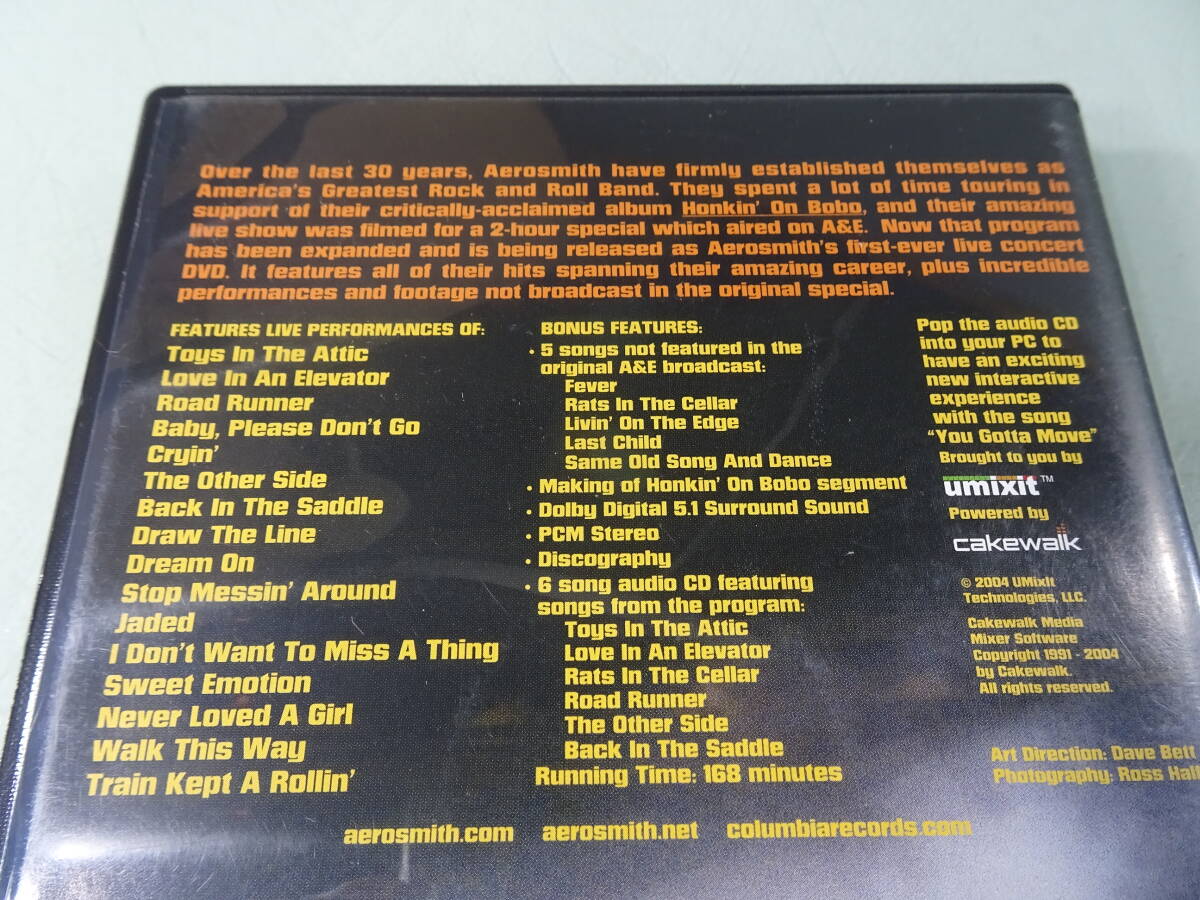 Over the last 30 years, Aerosmith have firmly established themselves as
America's Greatest Rock and Roll Band. They spent a lot of time touring in
support of their critically-acclaimed album Honkin' On Bobo, and their amazing
live show was filmed for a 2-hour special which aired on A&E. Now that program
has been expanded and is being released as Aerosmith's first-ever live concert
DVD. It features all of their hits spanning their amazing career, plus incredible
performances and footage not broadcast in the original special.
FEATURES LIVE PERFORMANCES OF:
Toys In The Attic
Love In An Elevator
Road Runner
Baby, Please Don't Go
Cryin'
The Other Side
Back In The Saddle
Draw The Line
Dream On
Stop Messin' Around
Jaded
I Don't Want To Miss A Thing
Sweet Emotion
Never Loved A Girl
Walk This Way
Train Kept A Rollin'
BONUS FEATURES:
• 5 songs not featured in the
original A&E broadcast:
Fever
Rats In The Cellar
Livin' On The Edge
Last Child
Same Old Song And Dance
• Making of Honkin' On Bobo segment
• Dolby Digital 5.1 Surround Sound
• PCM Stereo
• Discography
• 6 song audio CD featuring
songs from the program:
Toys In The Attic
Love In An Elevator
Rats In The Cellar
Road Runner
The Other Side
Back In The Saddle
Running Time: 168 minutes
Pop the audio CD
into your PC to
have an exciting
new interactive
experience
with the song
"You Gotta Move"
Brought to you by
umixit™
Powered by
cakewalk
© 2004 UMixIt
Technologies, LLC.
Cakewalk Media
Mixer Software
Copyright 1991 - 2004
by Cakewalk.
All rights reserved.
Art Direction: Dave Bett
Photography: Ross
aerosmith.com aerosmith.net columbiarecords.com